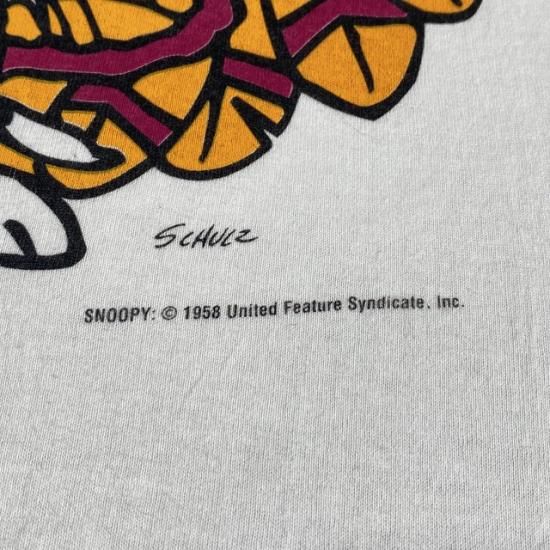 SCHULZ
SNOOPY: © 1958 United Feature Syndicate, Inc.